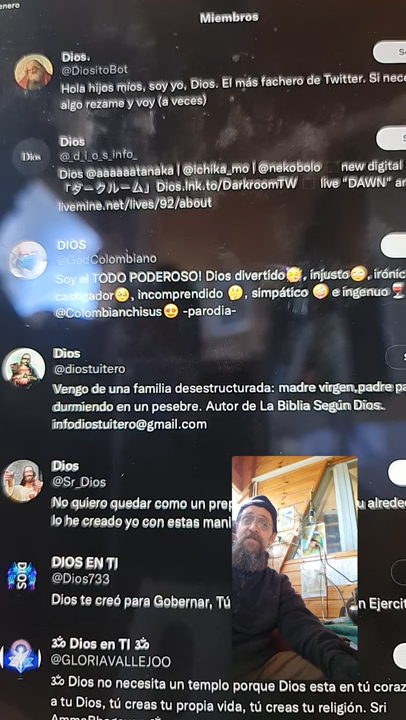 enero
Miembros
Dios.
@DiositoBot
Hola hijos míos, soy yo, Dios. El más fachero de Twitter. Si nece
algo rezame y voy (a veces)
Dios
@_d_i_o_s_info_
Dios @aaaaaatanaka | @ichika_mo | @nekobolo new digital
「ダークルーム」Dios.lnk.to/DarkroomTW live "DAWN" ar
livemine.net/lives/92/about
Dios
DIOS
@GodColombiano
Soy el TODO PODEROSO! Dios divertido🥳, injusto😳, irónic
castigador🥺, incomprendido 🤔, simpático 🤪 e ingenuo 🍷
@Colombianchisus😍 -parodia-
Dios
@diostuitero
Vengo de una familia desestructurada: madre virgen,padre pa
durmiendo en un pesebre. Autor de La Biblia Según Dios.
infodiostuitero@gmail.com
Dios
@Sr_Dios
No quiero quedar como un prep u alrede
lo he creado yo con estas mani
DIOS EN TI
@Dios733
Dios te creó para Gobernar, Tú n Ejercit
DIOS
ॐ Dios en TI ॐ
@GLORIAVALLEJOO
ॐ Dios no necesita un templo porque Dios esta en tú coraz
a tu Dios, tú creas tu propia vida, tú creas tu religión. Sri